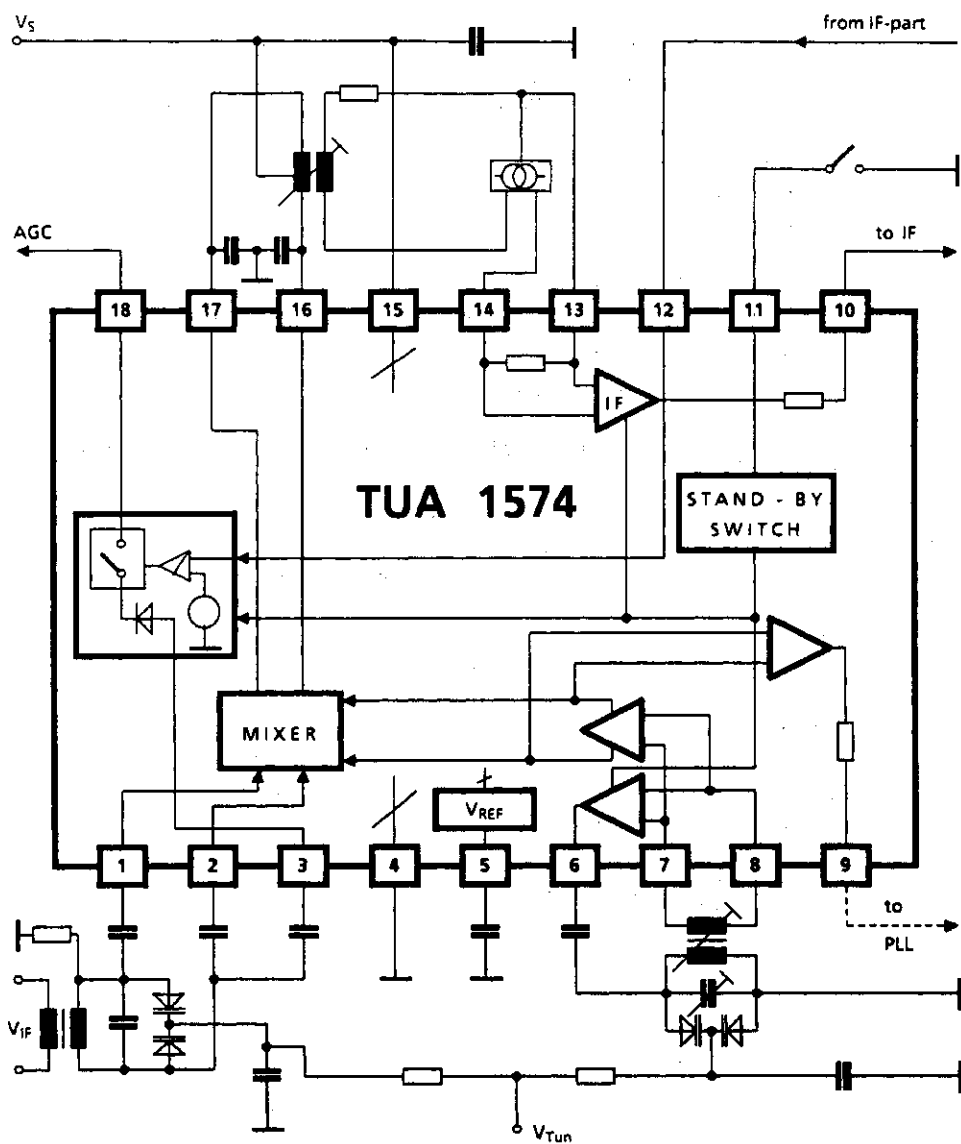 Vs
from IF-part
AGC
to IF
18
17
16
15
14
13
12
11
10
IF
TUA 1574
STAND - BY
SWITCH
MIXER
VREF
1
2
3
4
5
6
7
8
9
to
PLL
VIF
VTun